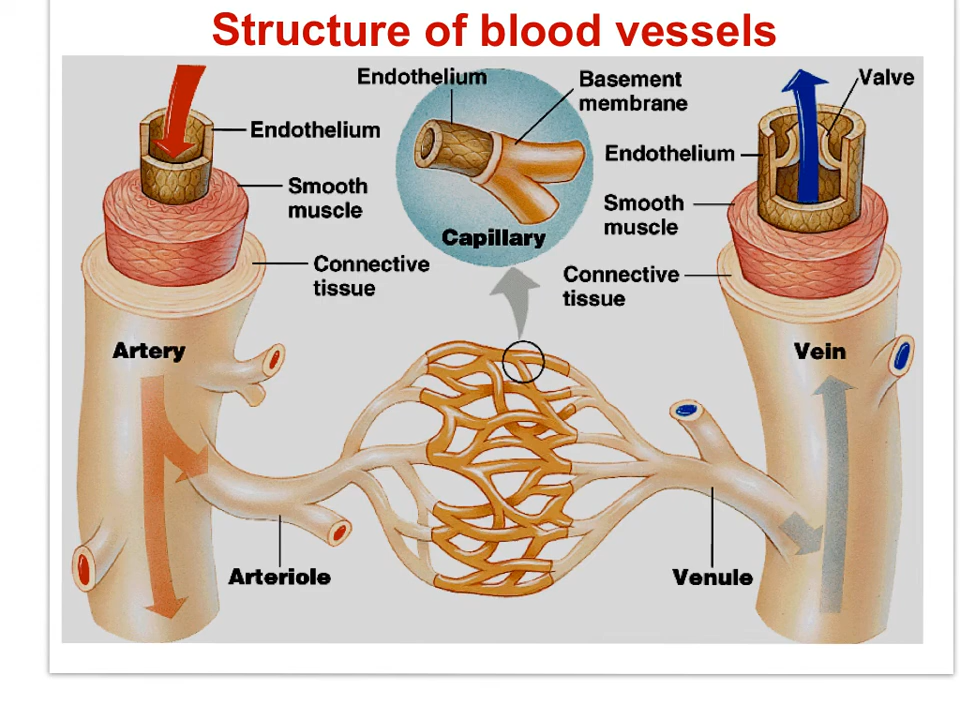 Structure of blood vessels
Endothelium
Basement
membrane
Valve
Endothelium
Endothelium
Smooth
muscle
Smooth
muscle
Capillary
Connective
tissue
Connective
tissue
Artery
Vein
Arteriole
Venule